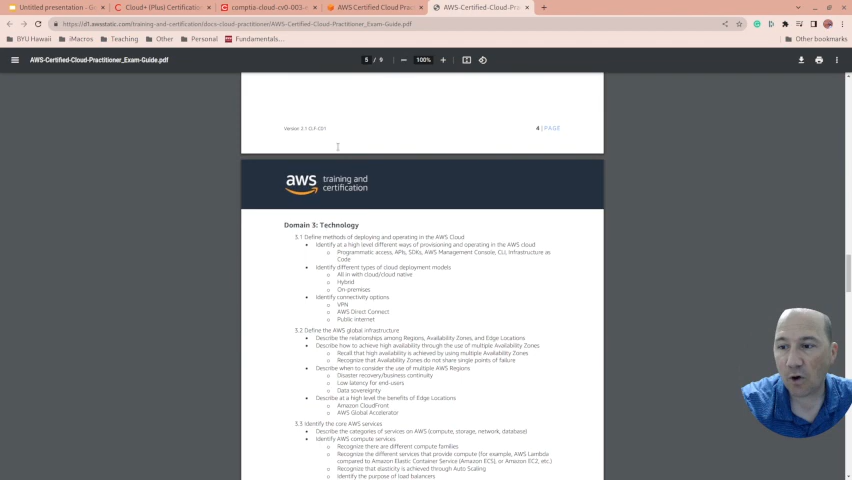 Untitled presentation - G
Cloud+ (Plus) Certification
comptia-cloud-cv0-003-e
AWS Certified Cloud Pract
AWS-Certified-Cloud-Pra
https://d1.awsstatic.com/training-and-certification/docs-cloud-practitioner/AWS-Certified-Cloud-Practitioner_Exam-Guide.pdf
BYU Hawaii
iMacros
Teaching
Other
Personal
Fundamentals...
Other bookmarks
AWS-Certified-Cloud-Practitioner_Exam-Guide.pdf
5 / 9
100%
Version 2.1 CLF-C01
4 | PAGE
aws training and
certification
Domain 3: Technology
3.1 Define methods of deploying and operating in the AWS Cloud
• Identify at a high level different ways of provisioning and operating in the AWS cloud
o Programmatic access, APIs, SDKs, AWS Management Console, CLI, Infrastructure as
Code
• Identify different types of cloud deployment models
o All in with cloud/cloud native
o Hybrid
o On-premises
• Identify connectivity options
o VPN
o AWS Direct Connect
o Public internet
3.2 Define the AWS global infrastructure
• Describe the relationships among Regions, Availability Zones, and Edge Locations
• Describe how to achieve high availability through the use of multiple Availability Zones
o Recall that high availability is achieved by using multiple Availability Zones
o Recognize that Availability Zones do not share single points of failure
• Describe when to consider the use of multiple AWS Regions
o Disaster recovery/business continuity
o Low latency for end-users
o Data sovereignty
• Describe at a high level the benefits of Edge Locations
o Amazon CloudFront
o AWS Global Accelerator
3.3 Identify the core AWS services
• Describe the categories of services on AWS (compute, storage, network, database)
• Identify AWS compute services
o Recognize there are different compute families
o Recognize the different services that provide compute (for example, AWS Lambda
compared to Amazon Elastic Container Service (Amazon ECS), or Amazon EC2, etc.)
o Recognize that elasticity is achieved through Auto Scaling
o Identify the purpose of load balancers